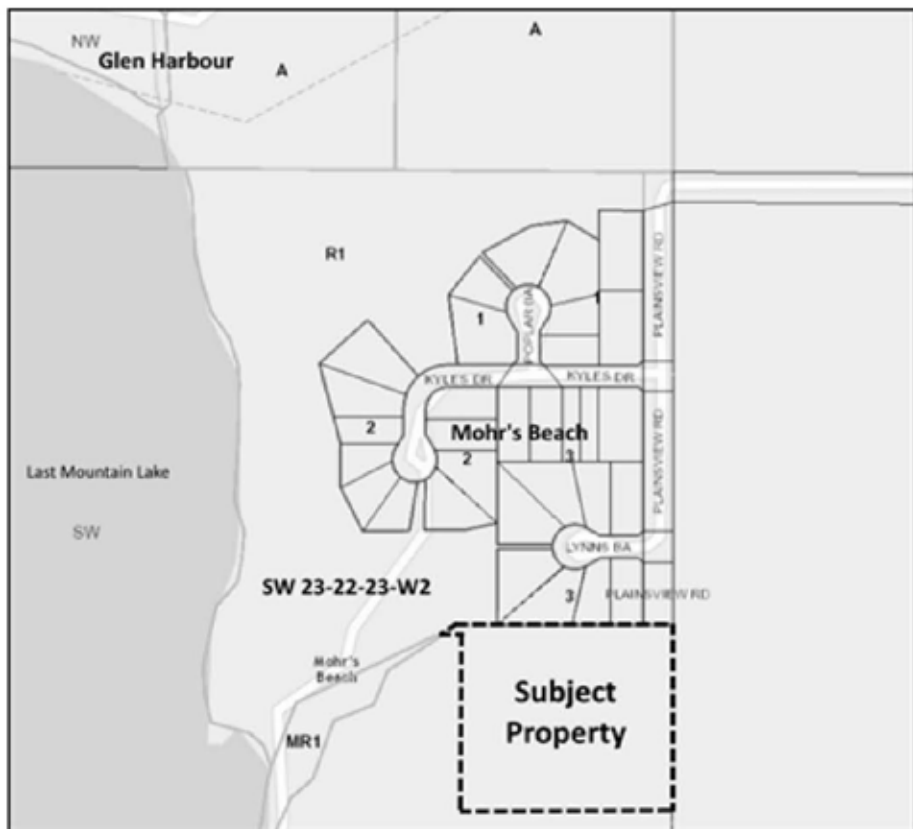 A
NW
Glen Harbour
A
R1
PLAINSVIEW RD
1
1
POPLAR BA
KYLES DR
KYLES DR
2
Mohr's Beach
2
3
PLAINSVIEW RD
Last Mountain Lake
SW
LYNNS BA
SW 23-22-23-W2
3
PLAINSVIEW RD
Mohr's
Beach
Subject
Property
MR1